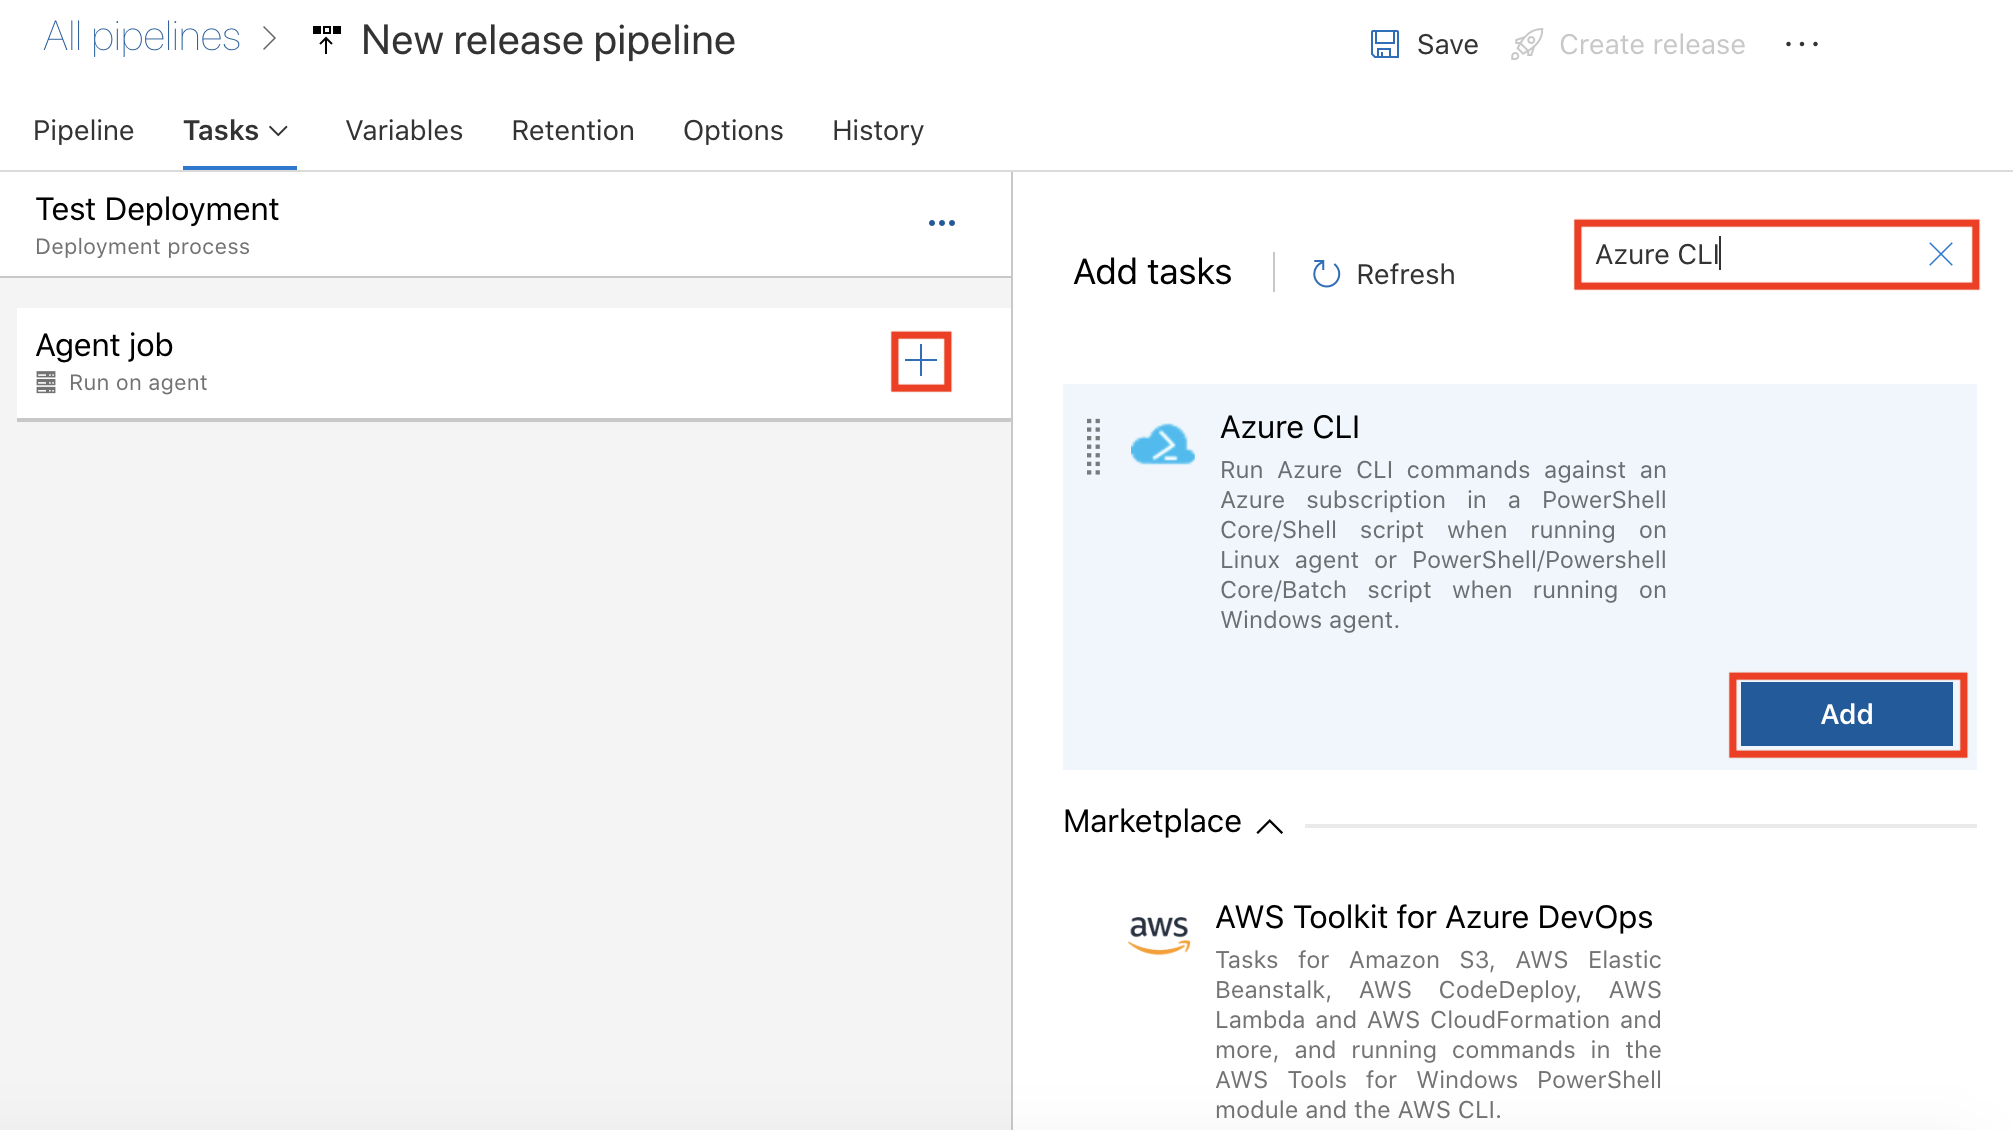 All pipelines
New release pipeline
Save
Create release
Pipeline
Tasks
Variables
Retention
Options
History
Test Deployment
Deployment process
Agent job
Run on agent
Add tasks
Refresh
Azure CLI
Azure CLI
Run Azure CLI commands against an
Azure subscription in a PowerShell
Core/Shell script when running on
Linux agent or PowerShell/Powershell
Core/Batch script when running on
Windows agent.
Add
Marketplace
aws
AWS Toolkit for Azure DevOps
Tasks for Amazon S3, AWS Elastic
Beanstalk, AWS CodeDeploy, AWS
Lambda and AWS CloudFormation and
more, and running commands in the
AWS Tools for Windows PowerShell
module and the AWS CLI.